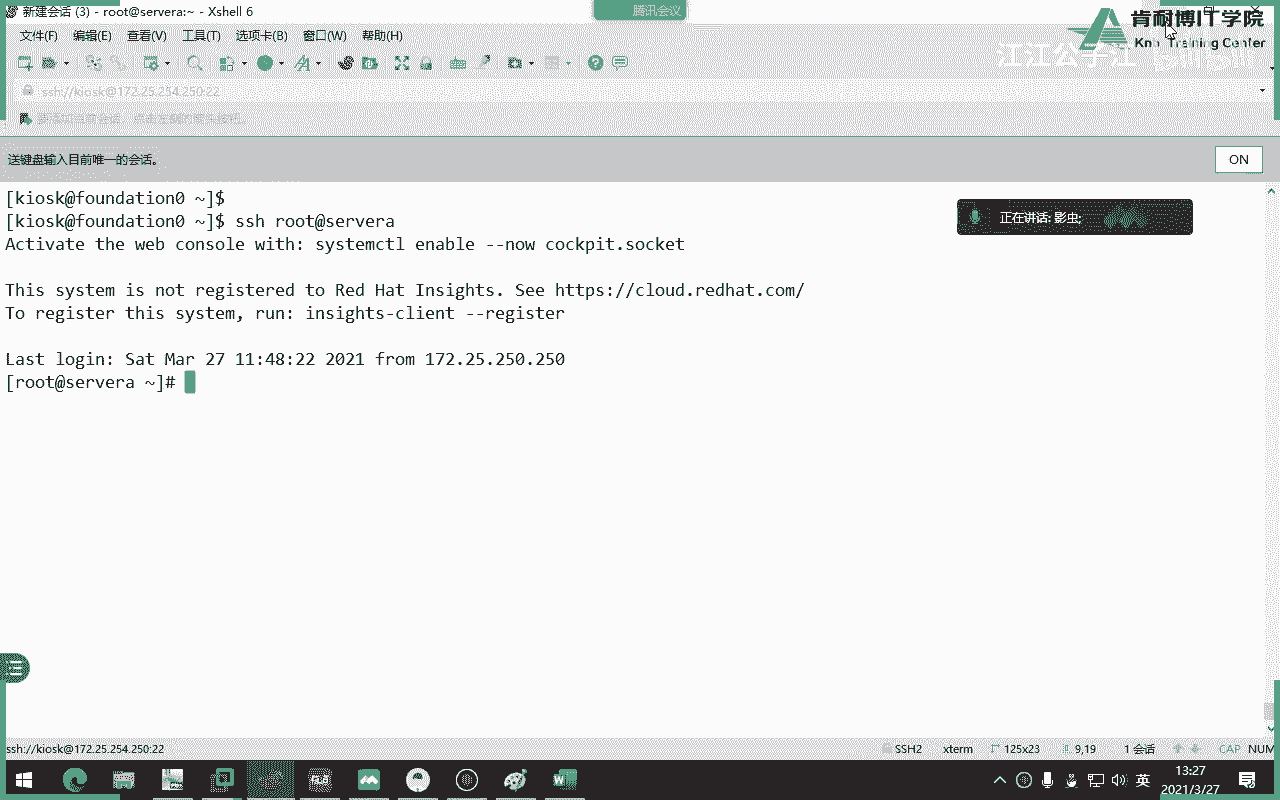 新建会话 (3) - root@servera:~ - Xshell 6
腾讯会议
肯耐博IT学院
文件(F) 编辑(E) 查看(V) 工具(T) 选项卡(B) 窗口(W) 帮助(H)
Training Center
江江公子江
ssh://kiosk@172.25.254.250:22
送键盘输入目前唯一的会话。
ON
[kiosk@foundation0 ~]$
正在讲话: 影虫;
[kiosk@foundation0 ~]$ ssh root@servera
Activate the web console with: systemctl enable --now cockpit.socket
This system is not registered to Red Hat Insights. See https://cloud.redhat.com/
To register this system, run: insights-client --register
Last login: Sat Mar 27 11:48:22 2021 from 172.25.250.250
[root@servera ~]#
ssh://kiosk@172.25.254.250:22 SSH2 xterm 125x23 9,19 1 会话 CAP NUM
英
13:27
2021/3/27